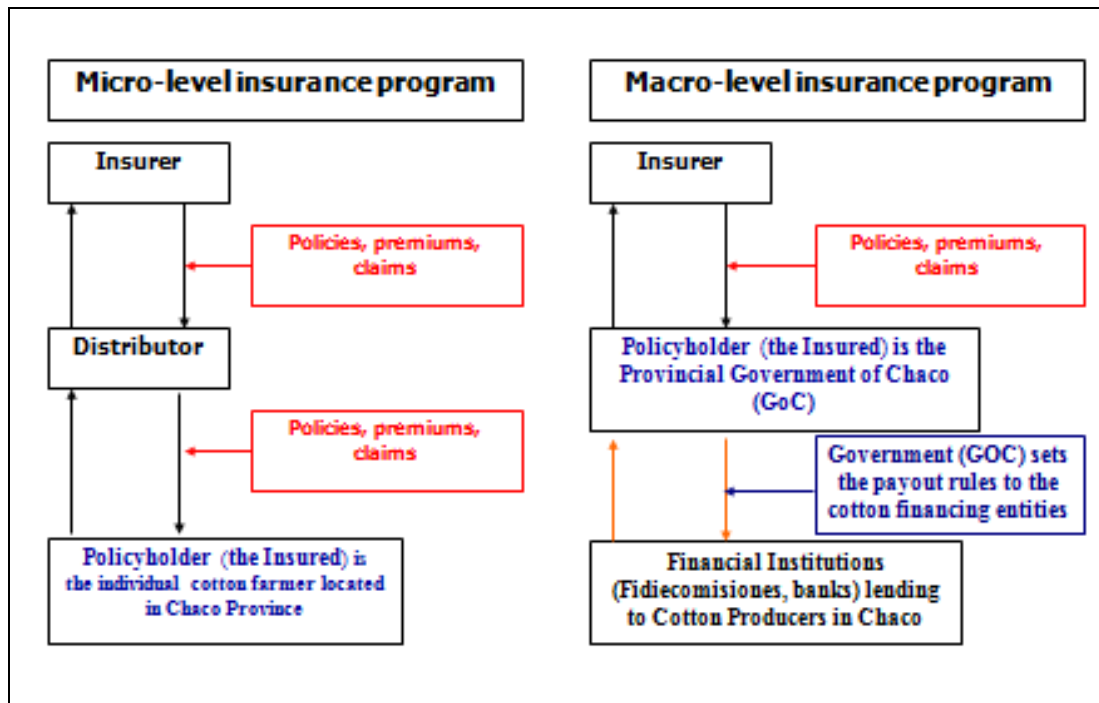 Micro-level insurance program
Insurer
Policies, premiums,
claims
Distributor
Policies, premiums,
claims
Policyholder (the Insured) is
the individual cotton farmer located
in Chaco Province
Macro-level insurance program
Insurer
Policies, premiums,
claims
Policyholder (the Insured) is the
Provincial Government of Chaco
(GoC)
Government (GOC) sets
the payout rules to the
cotton financing entities
Financial Institutions
(Fidiecomisiones, banks) lending
to Cotton Producers in Chaco